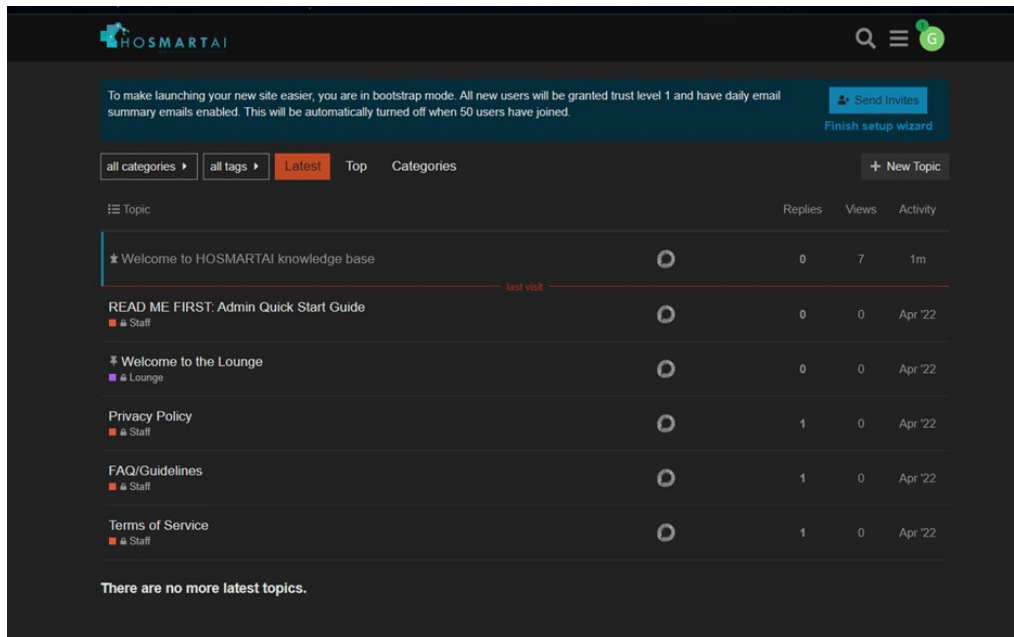 HOSMARTAI
1
G
To make launching your new site easier, you are in bootstrap mode. All new users will be granted trust level 1 and have daily email
summary emails enabled. This will be automatically turned off when 50 users have joined.
Send Invites
Finish setup wizard
all categories
all tags
Latest
Top
Categories
+ New Topic
Topic
Replies
Views
Activity
Welcome to HOSMARTAI knowledge base
0
7
1m
last visit
READ ME FIRST: Admin Quick Start Guide
0
0
Apr '22
Staff
Welcome to the Lounge
0
0
Apr '22
Lounge
Privacy Policy
1
0
Apr '22
Staff
FAQ/Guidelines
1
0
Apr '22
Staff
Terms of Service
1
0
Apr '22
Staff
There are no more latest topics.